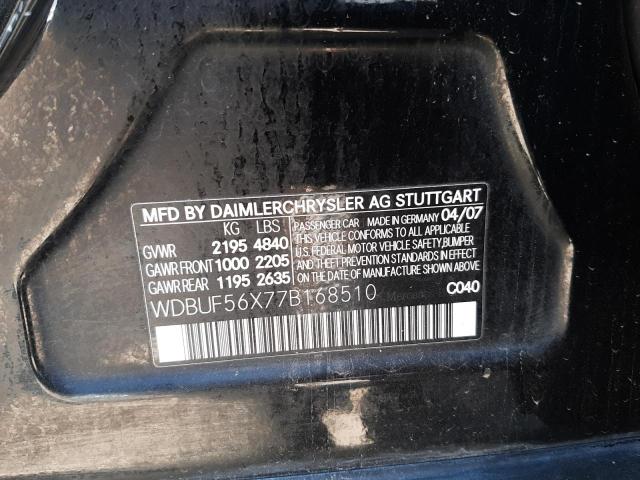 MFD BY DAIMLERCHRYSLER AG STUTTGART
KG LBS
GVWR 2195 4840
GAWR FRONT 1000 2205
GAWR REAR 1195 2635
PASSENGER CAR MADE IN GERMANY 04/07
THIS VEHICLE CONFORMS TO ALL APPLICABLE
U.S. FEDERAL MOTOR VEHICLE SAFETY,BUMPER
AND THEFT PREVENTION STANDARDS IN EFFECT
ON THE DATE OF MANUFACTURE SHOWN ABOVE.
WDBUF56X77B168510
C040